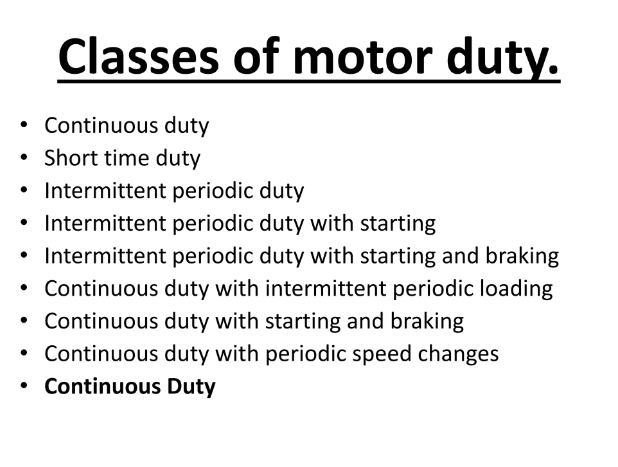 Classes of motor duty.
• Continuous duty
• Short time duty
• Intermittent periodic duty
• Intermittent periodic duty with starting
• Intermittent periodic duty with starting and braking
• Continuous duty with intermittent periodic loading
• Continuous duty with starting and braking
• Continuous duty with periodic speed changes
• Continuous Duty